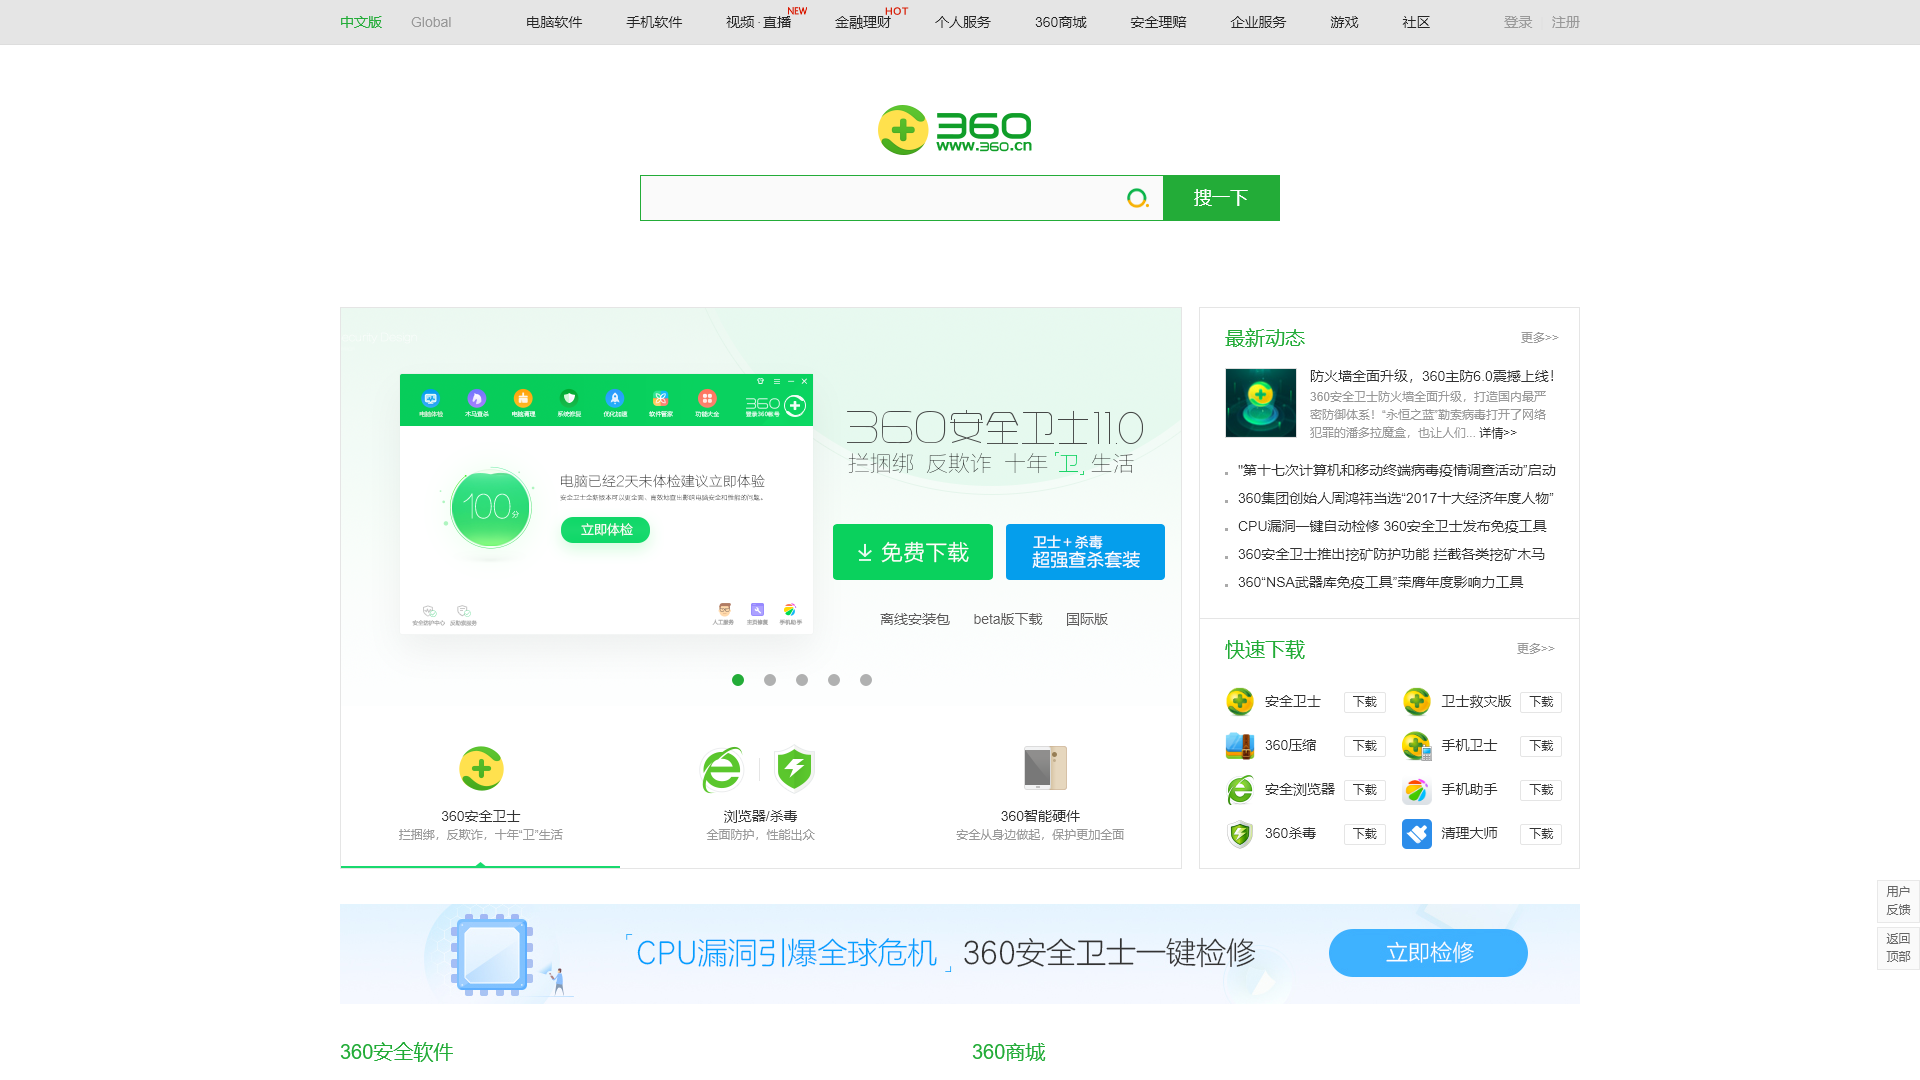 中文版 Global 电脑软件 手机软件 视频·直播 NEW 金融理财 HOT 个人服务 360商城 安全理赔 企业服务 游戏 社区 登录 注册
360
www.360.cn
搜一下
电脑体检 木马查杀 电脑清理 系统修复 优化加速 软件管家 功能大全 360
登录360帐号
电脑已经2天未体检建议立即体验
100分
立即体检
安全防护中心 反勒索服务 人工服务 主页修复 手机助手
360安全卫士11.0
拦捆绑 反欺诈 十年「卫」生活
免费下载
卫士+杀毒
超强查杀套装
离线安装包 beta版下载 国际版
360安全卫士
拦捆绑，反欺诈，十年“卫”生活
浏览器/杀毒
全面防护，性能出众
360智能硬件
安全从身边做起，保护更加全面
最新动态 更多>>
防火墙全面升级，360主防6.0震撼上线！
360安全卫士防火墙全面升级，打造国内最严
密防御体系！“永恒之蓝”勒索病毒打开了网络
犯罪的潘多拉魔盒，也让人们... 详情>>
"第十七次计算机和移动终端病毒疫情调查活动”启动
360集团创始人周鸿祎当选“2017十大经济年度人物”
CPU漏洞一键自动检修 360安全卫士发布免疫工具
360安全卫士推出挖矿防护功能 拦截各类挖矿木马
360“NSA武器库免疫工具”荣膺年度影响力工具
快速下载 更多>>
安全卫士 下载 卫士救灾版 下载
360压缩 下载 手机卫士 下载
安全浏览器 下载 手机助手 下载
360杀毒 下载 清理大师 下载
用户
反馈
返回
顶部
「CPU漏洞引爆全球危机」360安全卫士一键检修 立即检修
360安全软件 360商城